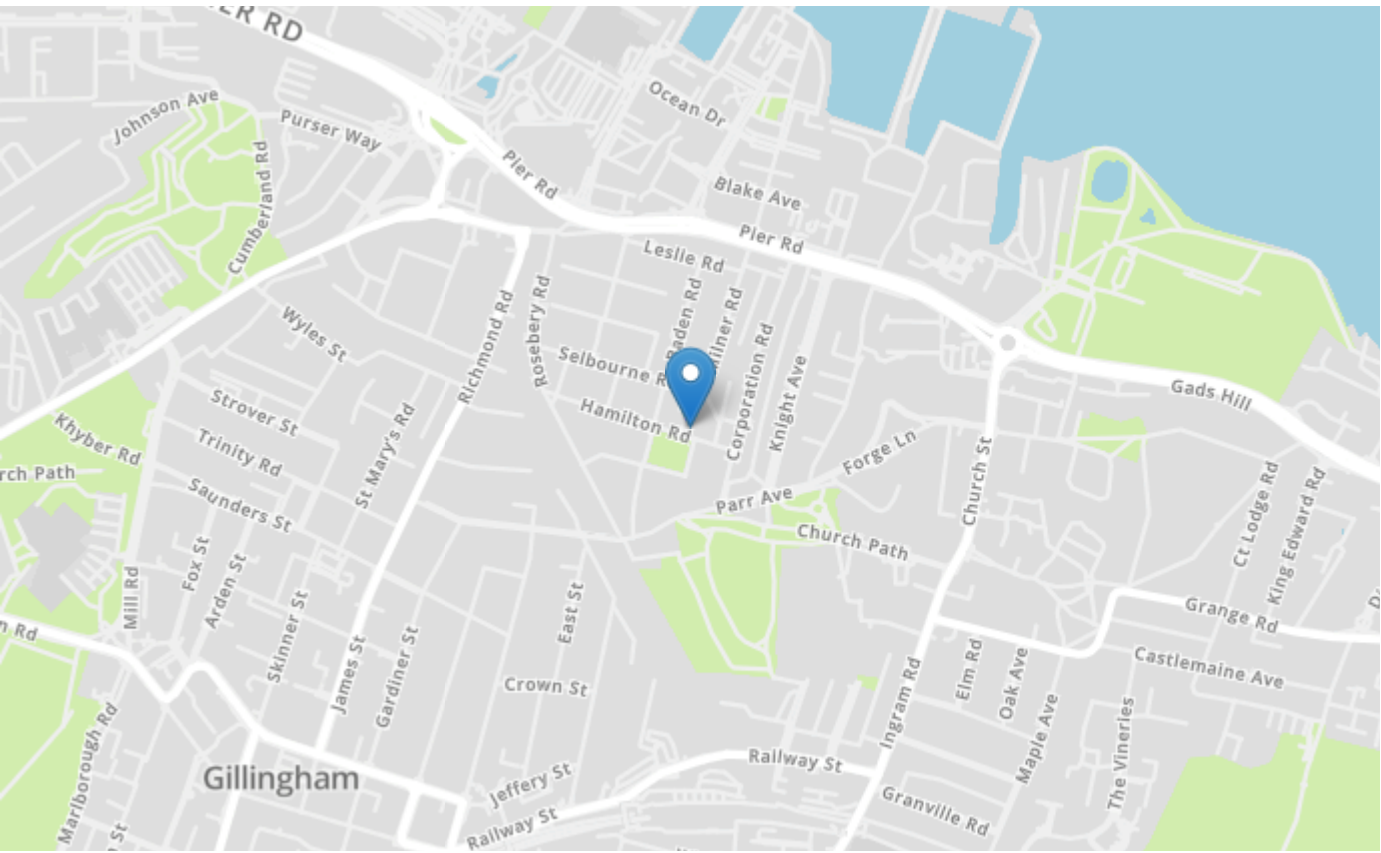 ER RD
Johnson Ave
Purser Way
Cumberland Rd
Ocean Dr
Pier Rd
Blake Ave
Pier Rd
Leslie Rd
Baden Rd
Milner Rd
Richmond Rd
Rosebery Rd
Wyles St
Selbourne R
Corporation Rd
Knight Ave
Gads Hill
Hamilton Rd
Strover St
Khyber Rd
Trinity Rd
St Mary's Rd
Forge Ln
Church St
rch Path
Saunders St
Parr Ave
Church Path
Ct Lodge Rd
King Edward Rd
Fox St
Arden St
Mill Rd
East St
Skinner St
Grange Rd
n Rd
James St
Gardiner St
Elm Rd
Oak Ave
Castlemaine Ave
Crown St
Ingram Rd
Maple Ave
The Vineries
Marlborough Rd
Gillingham
Railway St
Jeffery St
Railway St
Granville Rd
St